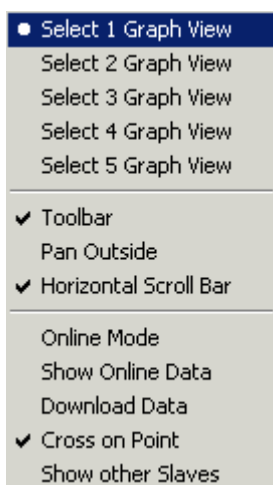 Select 1 Graph View
Select 2 Graph View
Select 3 Graph View
Select 4 Graph View
Select 5 Graph View
Toolbar
Pan Outside
Horizontal Scroll Bar
Online Mode
Show Online Data
Download Data
Cross on Point
Show other Slaves